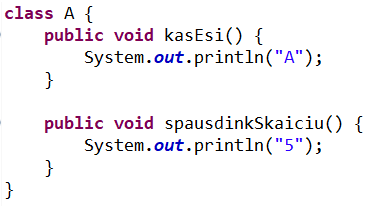 class A {
    public void kasEsi() {
        System.out.println("A");
    }

    public void spausdinkSkaiciu() {
        System.out.println("5");
    }
}